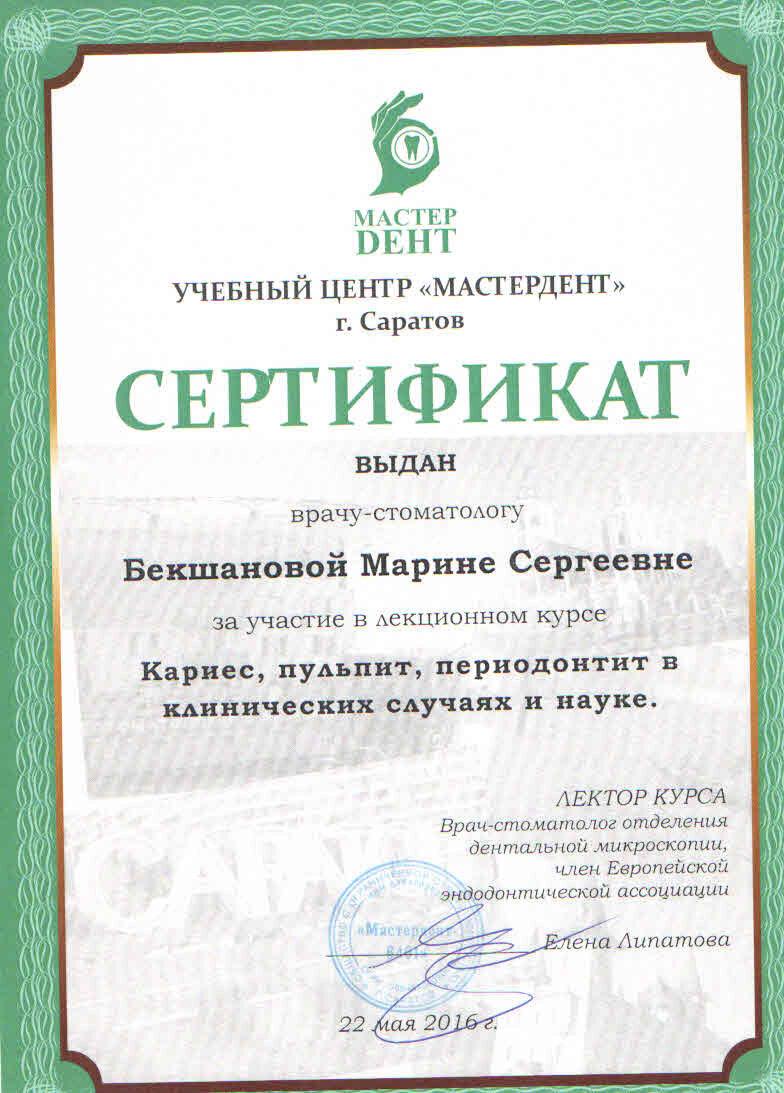 МАСТЕР
DЕНТ
УЧЕБНЫЙ ЦЕНТР «МАСТЕРДЕНТ»
г. Саратов
СЕРТИФИКАТ
ВЫДАН
врачу-стоматологу
Бекшановой Марине Сергеевне
за участие в лекционном курсе
Кариес, пульпит, периодонтит в
клинических случаях и науке.
ЛЕКТОР КУРСА
Врач-стоматолог отделения
дентальной микроскопии,
член Европейской
эндодонтической ассоциации
«Мастердент
Елена Липатова
22 мая 2016 г.